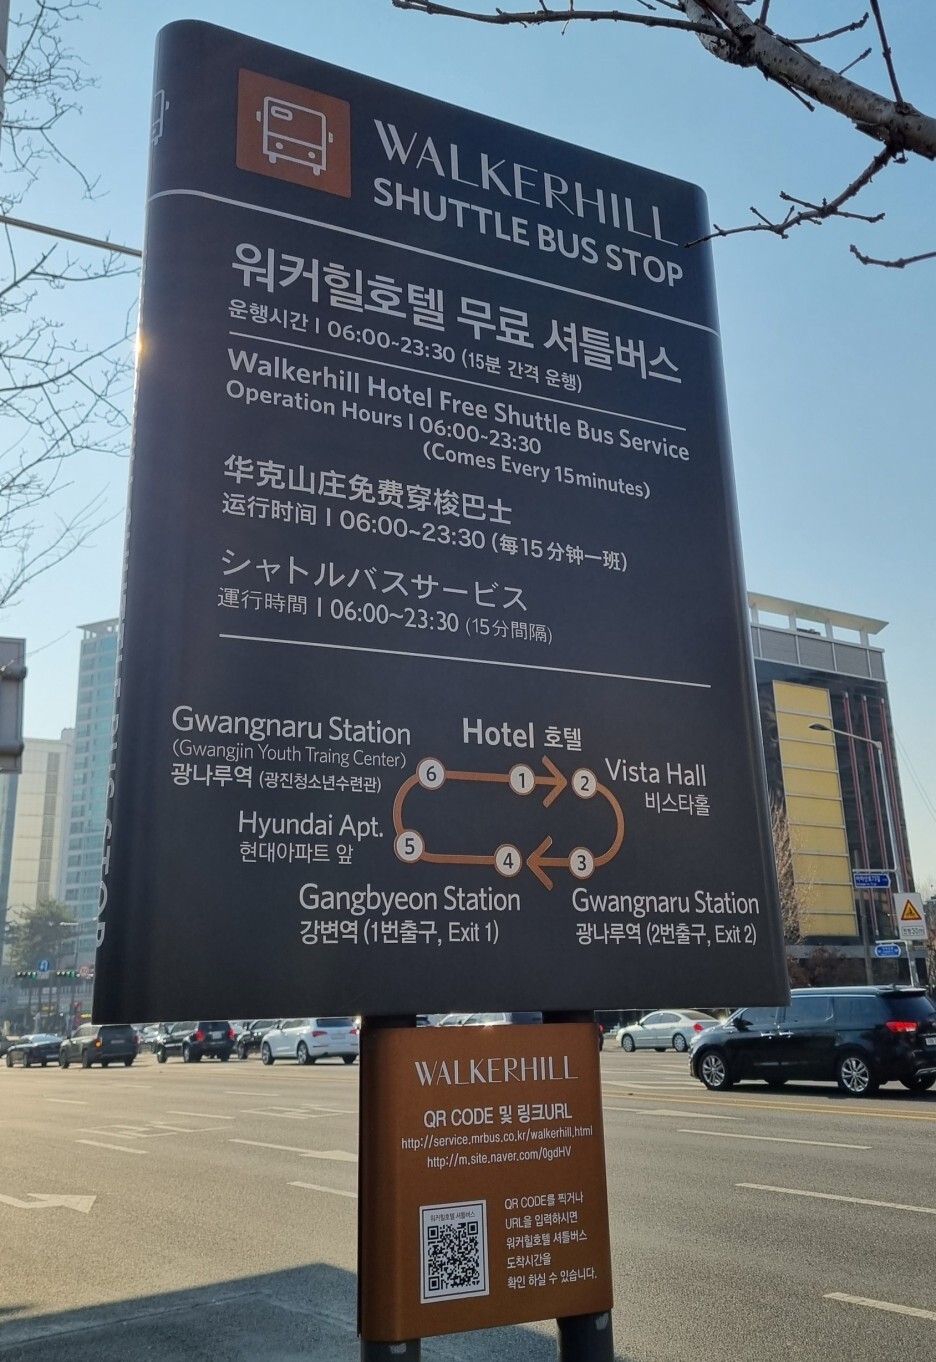 WALKERHILL
SHUTTLE BUS STOP
워커힐호텔 무료 셔틀버스
운행시간 I 06:00~23:30 (15분 간격 운행)
Walkerhill Hotel Free Shuttle Bus Service
Operation Hours I 06:00~23:30
(Comes Every 15minutes)
华克山庄免费穿梭巴士
运行时间 I 06:00~23:30 (每15分钟一班)
シャトルバスサービス
運行時間 I 06:00~23:30 (15分間隔)
Gwangnaru Station
(Gwangjin Youth Traing Center)
광나루역 (광진청소년수련관)
Hotel 호텔
6
1
2
Vista Hall
비스타홀
Hyundai Apt.
현대아파트 앞
5
4
3
Gangbyeon Station
강변역 (1번출구, Exit 1)
Gwangnaru Station
광나루역 (2번출구, Exit 2)
WALKERHILL
QR CODE 및 링크URL
http://service.mrbus.co.kr/walkerhill.html
http://m.site.naver.com/0gdHV
워커힐호텔 셔틀버스
QR CODE를 찍거나
URL을 입력하시면
워커힐호텔 셔틀버스
도착시간을
확인 하실 수 있습니다.